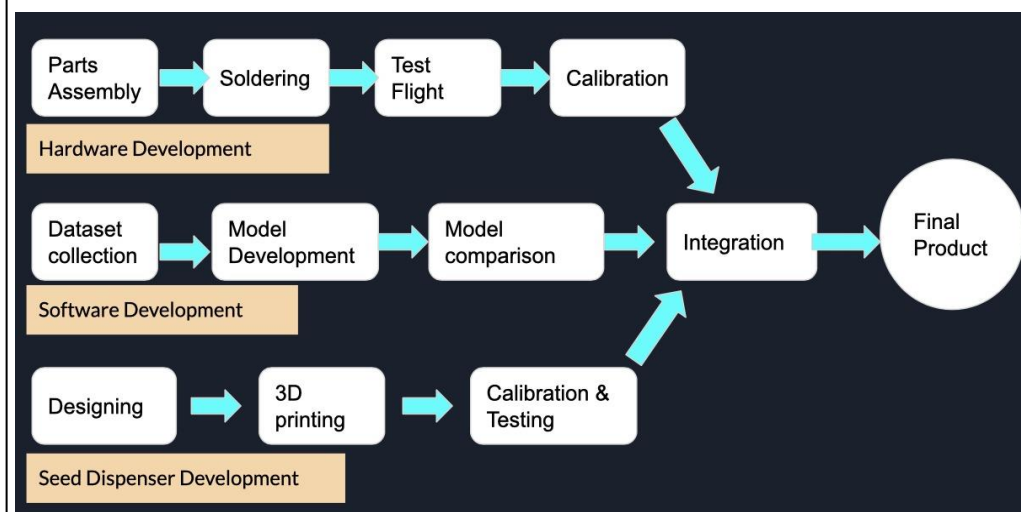 Parts
Assembly
Soldering
Test
Flight
Calibration
Hardware Development
Dataset
collection
Model
Development
Model
comparison
Integration
Final
Product
Software Development
Designing
3D
printing
Calibration &
Testing
Seed Dispenser Development